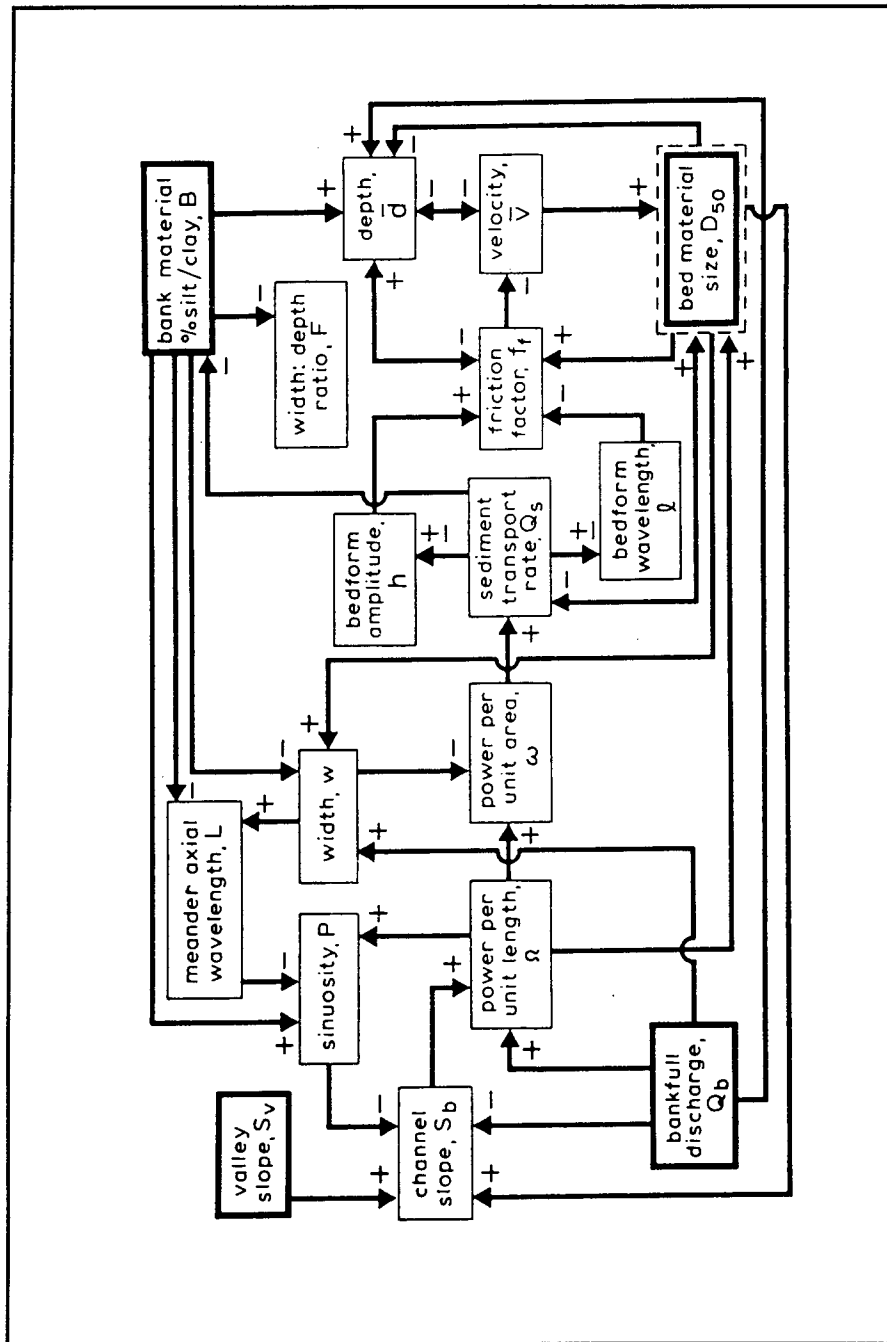 valley
slope, Sv
channel
slope, Sb
bankfull
discharge,
Qb
meander axial
wavelength, L
sinuosity, P
power per
unit length,
Ω
width, w
power per
unit area,
ω
bedform
amplitude,
h
sediment
transport
rate, Qs
bedform
wavelength,
ℓ
bank material
%silt/clay, B
width: depth
ratio, F
friction
factor, ff
depth,
d̅
velocity,
v̅
bed material
size, D50
+
−
−
+
+
−
+
+
+
−
+
−
+
+
−
+
+
−
−
±
±
−
+
−
+
−
+
−
+
−
+
−
−
−
+
+